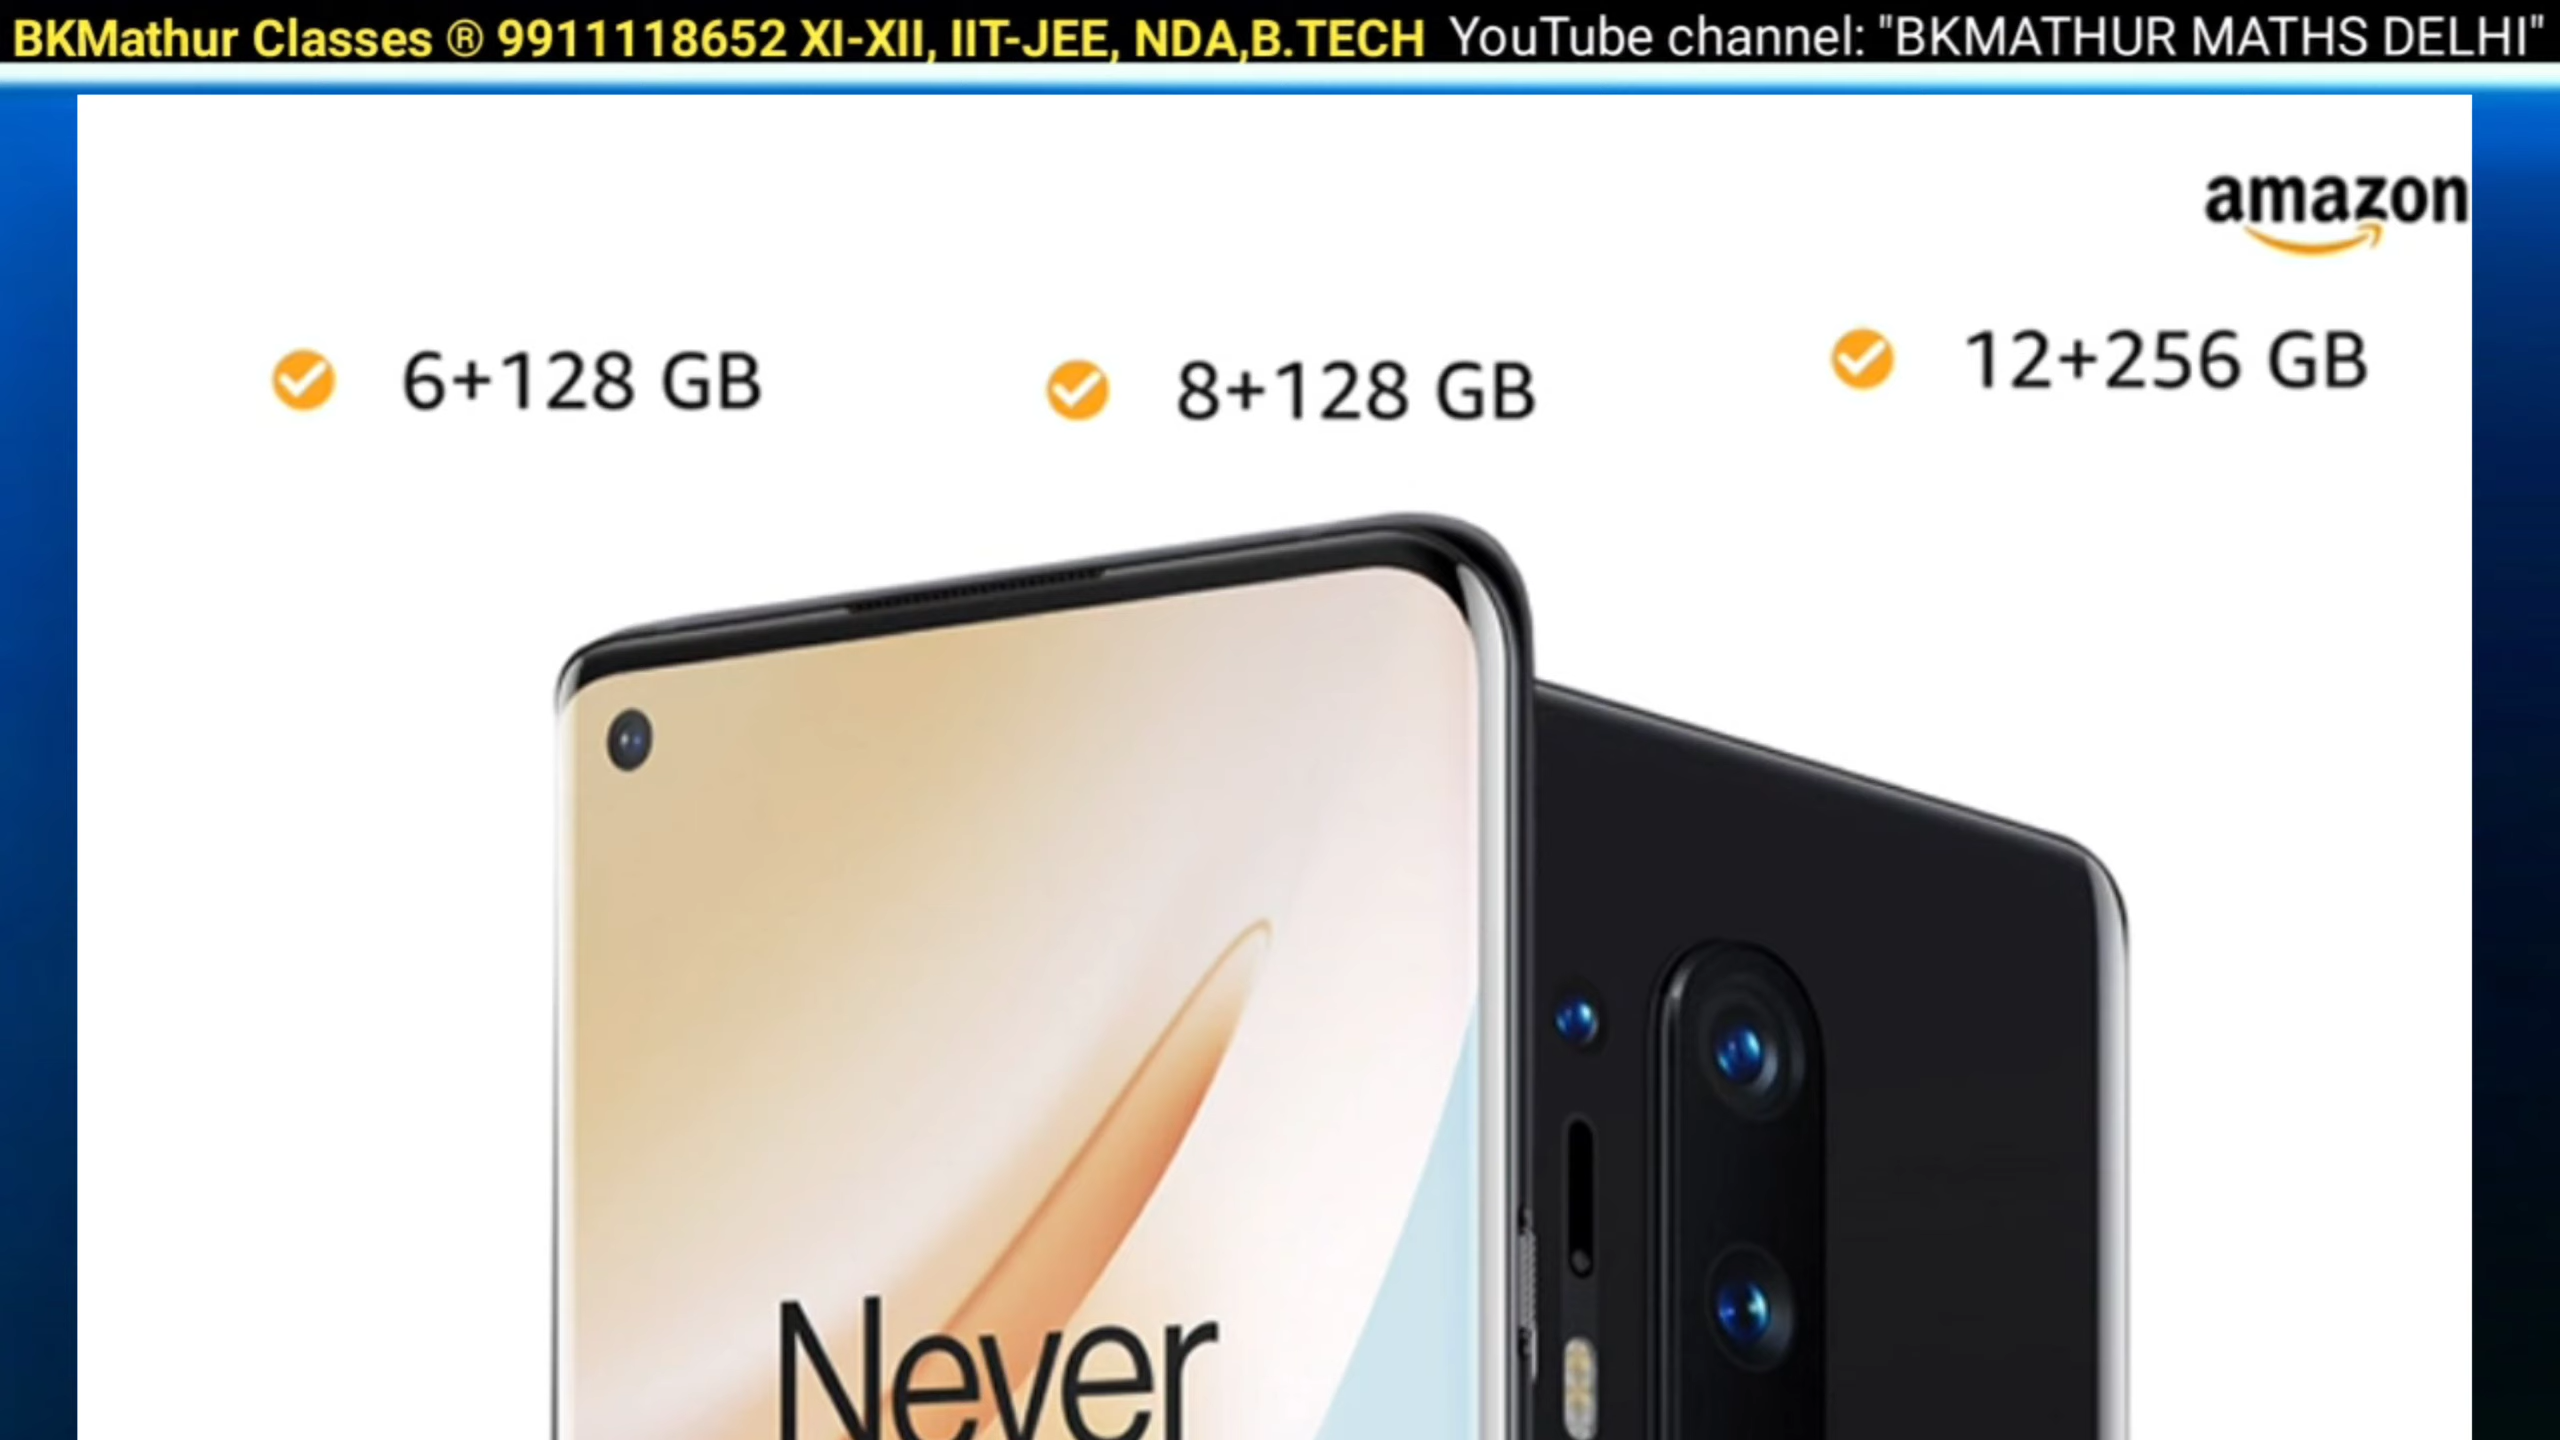 BKMathur Classes ® 9911118652 XI-XII, IIT-JEE, NDA,B.TECH YouTube channel: "BKMATHUR MATHS DELHI"
amazon
6+128 GB 8+128 GB 12+256 GB
Never